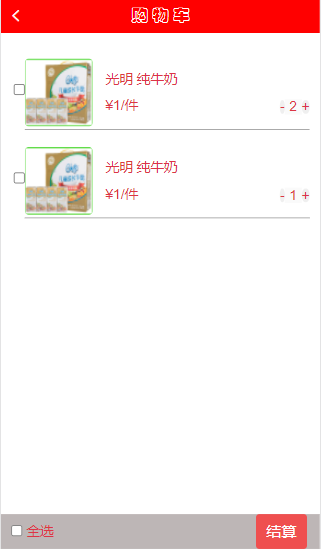 购物车
光明 纯牛奶
¥1/件
- 2 +
光明 纯牛奶
¥1/件
- 1 +
全选
结算